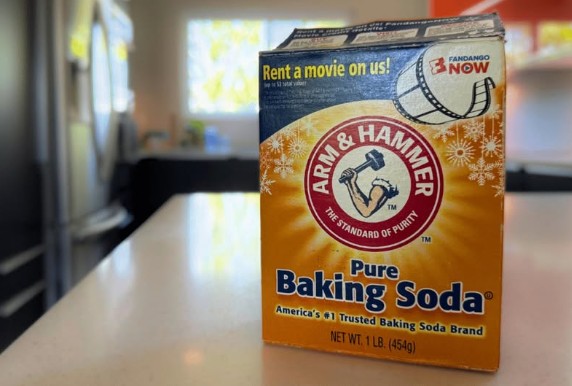 Rent a movie on us!
FANDANGO
NOW
ARM & HAMMER
TM
THE STANDARD OF PURITY
TM
Pure
Baking Soda
America's #1 Trusted Baking Soda Brand
NET WT. 1 LB. (454g)